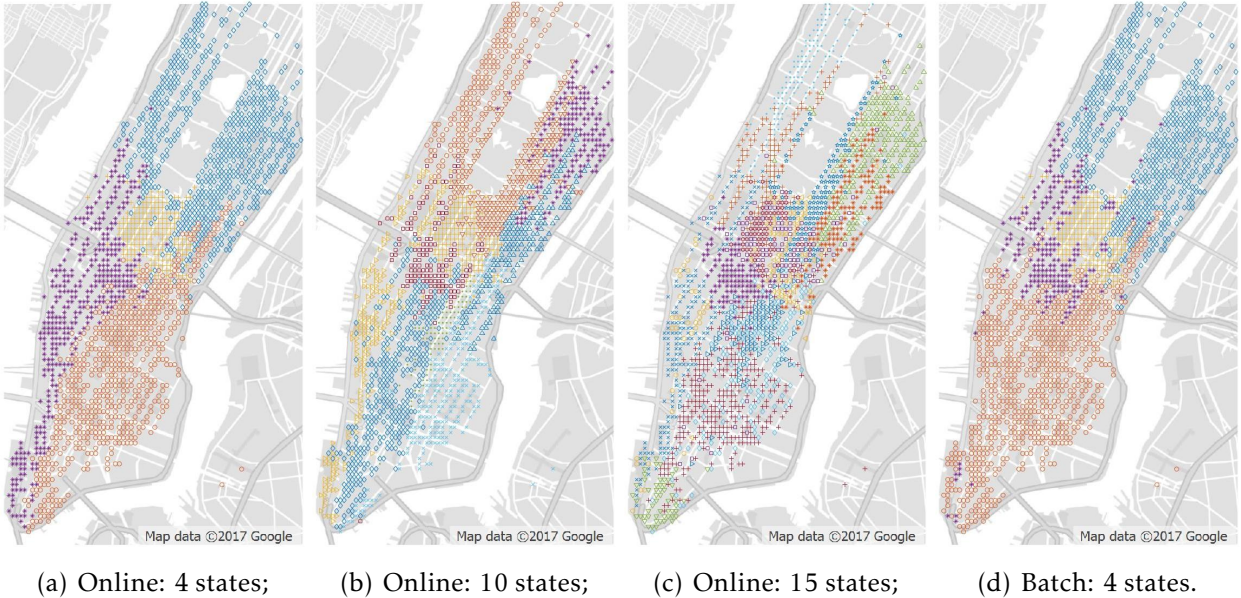 Map data ©2017 Google
Map data ©2017 Google
Map data ©2017 Google
Map data ©2017 Google
(a) Online: 4 states;
(b) Online: 10 states;
(c) Online: 15 states;
(d) Batch: 4 states.